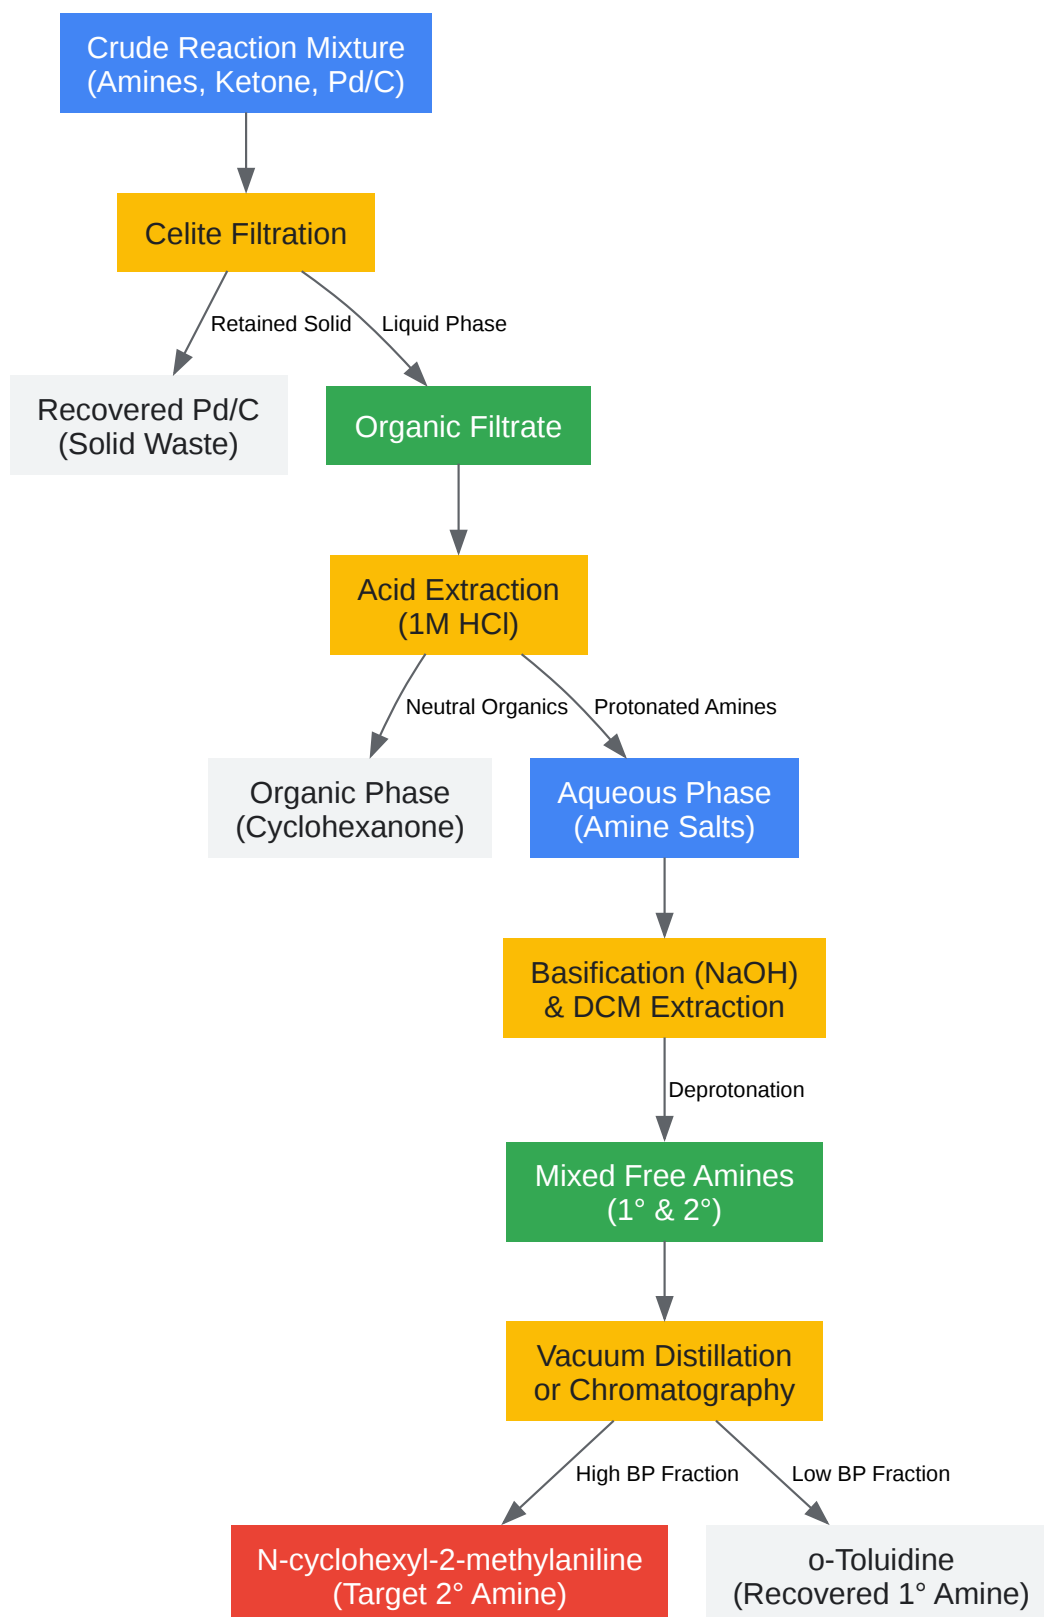 Crude Reaction Mixture
(Amines, Ketone, Pd/C)
Celite Filtration
Retained Solid
Liquid Phase
Recovered Pd/C
(Solid Waste)
Organic Filtrate
Acid Extraction
(1M HCl)
Neutral Organics
Protonated Amines
Organic Phase
(Cyclohexanone)
Aqueous Phase
(Amine Salts)
Basification (NaOH)
& DCM Extraction
Deprotonation
Mixed Free Amines
(1° & 2°)
Vacuum Distillation
or Chromatography
High BP Fraction
Low BP Fraction
N-cyclohexyl-2-methylaniline
(Target 2° Amine)
o-Toluidine
(Recovered 1° Amine)